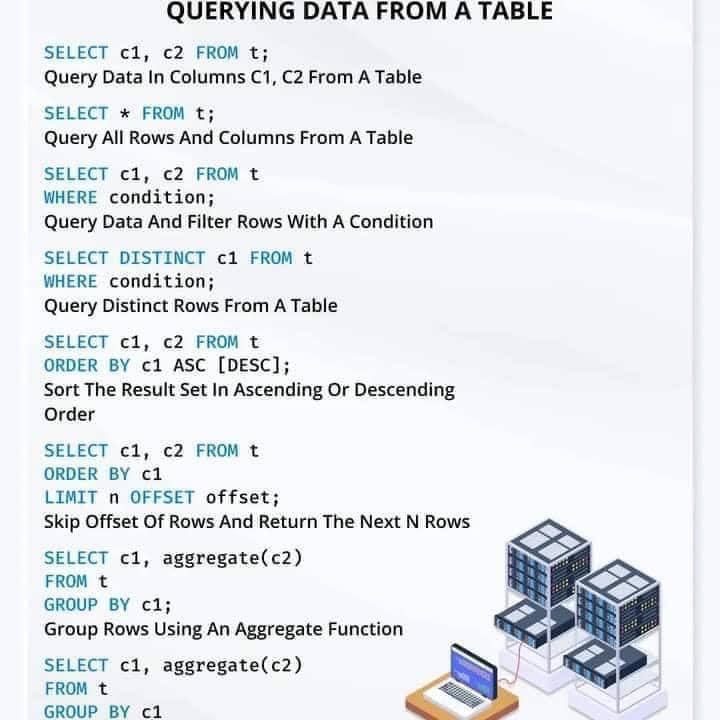 QUERYING DATA FROM A TABLE
SELECT c1, c2 FROM t;
Query Data In Columns C1, C2 From A Table
SELECT * FROM t;
Query All Rows And Columns From A Table
SELECT c1, c2 FROM t
WHERE condition;
Query Data And Filter Rows With A Condition
SELECT DISTINCT c1 FROM t
WHERE condition;
Query Distinct Rows From A Table
SELECT c1, c2 FROM t
ORDER BY c1 ASC [DESC];
Sort The Result Set In Ascending Or Descending
Order
SELECT c1, c2 FROM t
ORDER BY c1
LIMIT n OFFSET offset;
Skip Offset Of Rows And Return The Next N Rows
SELECT c1, aggregate(c2)
FROM t
GROUP BY c1;
Group Rows Using An Aggregate Function
SELECT c1, aggregate(c2)
FROM t
GROUP BY c1